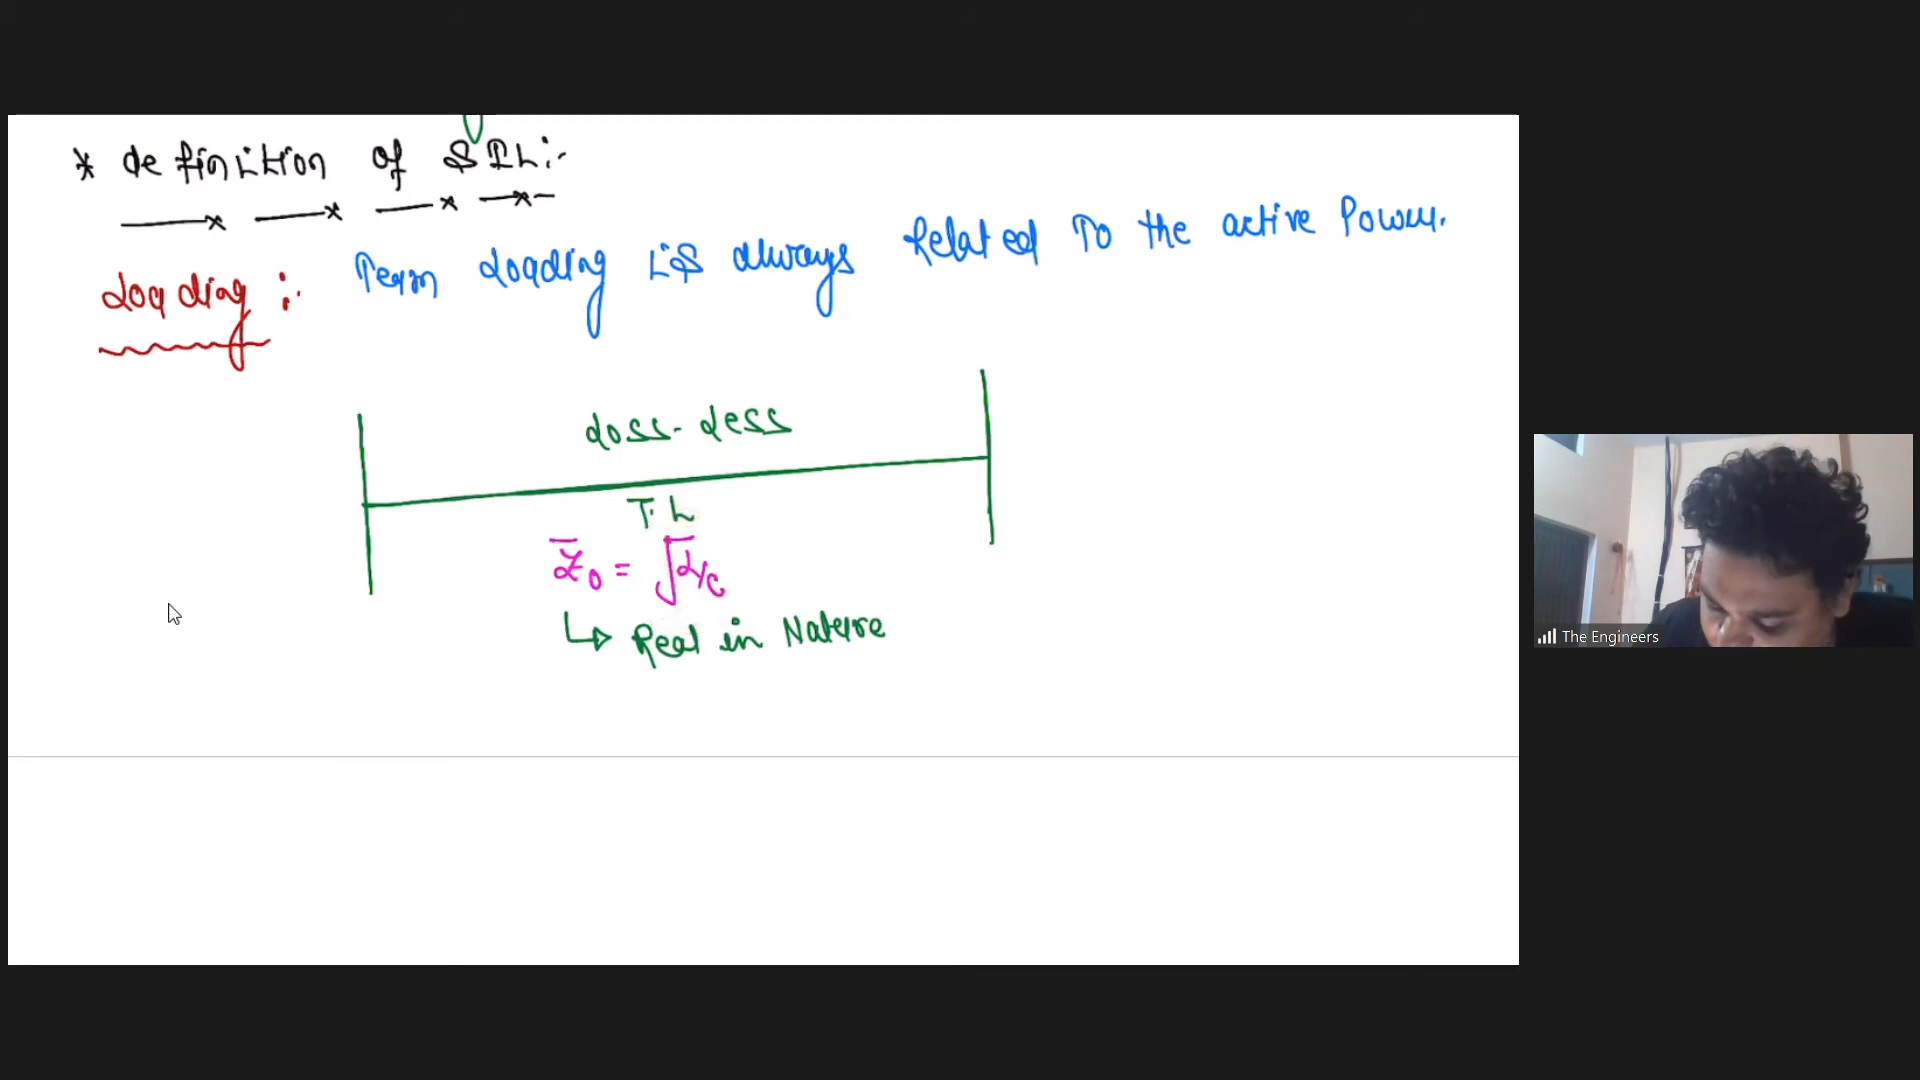 * definition of SIL:-
Loading :- Term Loading is always Related To the active Power.
Loss-Less
T.L
Z̅₀ = √L/C
↳ Real in Nature
The Engineers